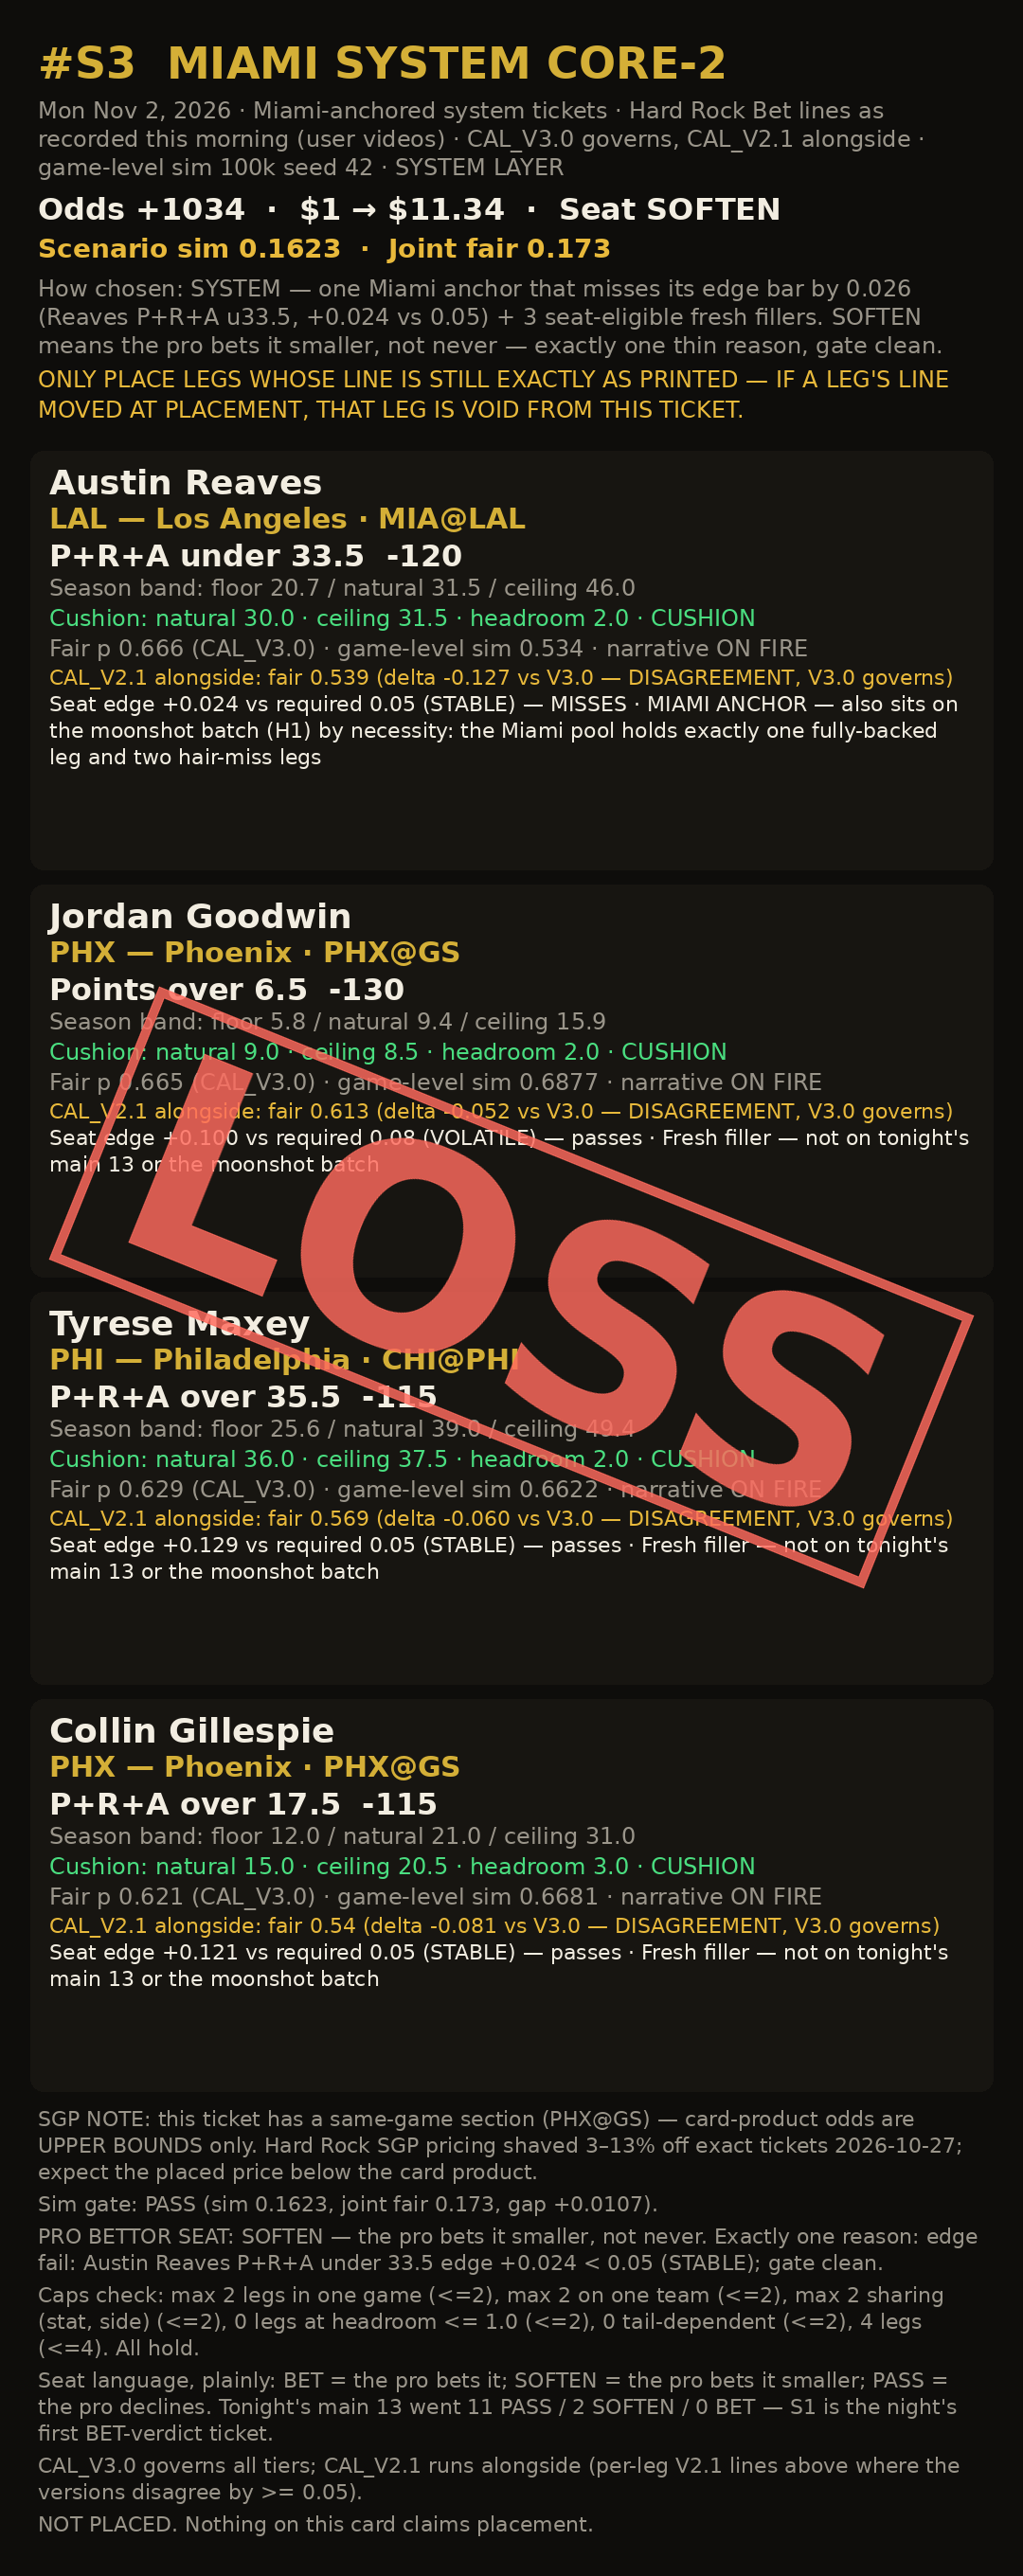 #S3  MIAMI SYSTEM CORE-2
Mon Nov 2, 2026 · Miami-anchored system tickets · Hard Rock Bet lines as
recorded this morning (user videos) · CAL_V3.0 governs, CAL_V2.1 alongside ·
game-level sim 100k seed 42 · SYSTEM LAYER
Odds +1034  ·  $1 → $11.34  ·  Seat SOFTEN
Scenario sim 0.1623  ·  Joint fair 0.173
How chosen: SYSTEM — one Miami anchor that misses its edge bar by 0.026
(Reaves P+R+A u33.5, +0.024 vs 0.05) + 3 seat-eligible fresh fillers. SOFTEN
means the pro bets it smaller, not never — exactly one thin reason, gate clean.
ONLY PLACE LEGS WHOSE LINE IS STILL EXACTLY AS PRINTED — IF A LEG'S LINE
MOVED AT PLACEMENT, THAT LEG IS VOID FROM THIS TICKET.
Austin Reaves
LAL — Los Angeles · MIA@LAL
P+R+A under 33.5  -120
Season band: floor 20.7 / natural 31.5 / ceiling 46.0
Cushion: natural 30.0 · ceiling 31.5 · headroom 2.0 · CUSHION
Fair p 0.666 (CAL_V3.0) · game-level sim 0.534 · narrative ON FIRE
CAL_V2.1 alongside: fair 0.539 (delta -0.127 vs V3.0 — DISAGREEMENT, V3.0 governs)
Seat edge +0.024 vs required 0.05 (STABLE) — MISSES · MIAMI ANCHOR — also sits on
the moonshot batch (H1) by necessity: the Miami pool holds exactly one fully-backed
leg and two hair-miss legs
Jordan Goodwin
PHX — Phoenix · PHX@GS
Points over 6.5  -130
Season band: floor 5.8 / natural 9.4 / ceiling 15.9
Cushion: natural 9.0 · ceiling 8.5 · headroom 2.0 · CUSHION
Fair p 0.665 (CAL_V3.0) · game-level sim 0.6877 · narrative ON FIRE
CAL_V2.1 alongside: fair 0.613 (delta -0.052 vs V3.0 — DISAGREEMENT, V3.0 governs)
Seat edge +0.100 vs required 0.08 (VOLATILE) — passes · Fresh filler — not on tonight's
main 13 or the moonshot batch
LOSS
Tyrese Maxey
PHI — Philadelphia · CHI@PHI
P+R+A over 35.5  -115
Season band: floor 25.6 / natural 39.0 / ceiling 49.4
Cushion: natural 36.0 · ceiling 37.5 · headroom 2.0 · CUSHION
Fair p 0.629 (CAL_V3.0) · game-level sim 0.6622 · narrative ON FIRE
CAL_V2.1 alongside: fair 0.569 (delta -0.060 vs V3.0 — DISAGREEMENT, V3.0 governs)
Seat edge +0.129 vs required 0.05 (STABLE) — passes · Fresh filler — not on tonight's
main 13 or the moonshot batch
Collin Gillespie
PHX — Phoenix · PHX@GS
P+R+A over 17.5  -115
Season band: floor 12.0 / natural 21.0 / ceiling 31.0
Cushion: natural 15.0 · ceiling 20.5 · headroom 3.0 · CUSHION
Fair p 0.621 (CAL_V3.0) · game-level sim 0.6681 · narrative ON FIRE
CAL_V2.1 alongside: fair 0.54 (delta -0.081 vs V3.0 — DISAGREEMENT, V3.0 governs)
Seat edge +0.121 vs required 0.05 (STABLE) — passes · Fresh filler — not on tonight's
main 13 or the moonshot batch
SGP NOTE: this ticket has a same-game section (PHX@GS) — card-product odds are
UPPER BOUNDS only. Hard Rock SGP pricing shaved 3–13% off exact tickets 2026-10-27;
expect the placed price below the card product.
Sim gate: PASS (sim 0.1623, joint fair 0.173, gap +0.0107).
PRO BETTOR SEAT: SOFTEN — the pro bets it smaller, not never. Exactly one reason: edge
fail: Austin Reaves P+R+A under 33.5 edge +0.024 < 0.05 (STABLE); gate clean.
Caps check: max 2 legs in one game (<=2), max 2 on one team (<=2), max 2 sharing
(stat, side) (<=2), 0 legs at headroom <= 1.0 (<=2), 0 tail-dependent (<=2), 4 legs
(<=4). All hold.
Seat language, plainly: BET = the pro bets it; SOFTEN = the pro bets it smaller; PASS =
the pro declines. Tonight's main 13 went 11 PASS / 2 SOFTEN / 0 BET — S1 is the night's
first BET-verdict ticket.
CAL_V3.0 governs all tiers; CAL_V2.1 runs alongside (per-leg V2.1 lines above where the
versions disagree by >= 0.05).
NOT PLACED. Nothing on this card claims placement.